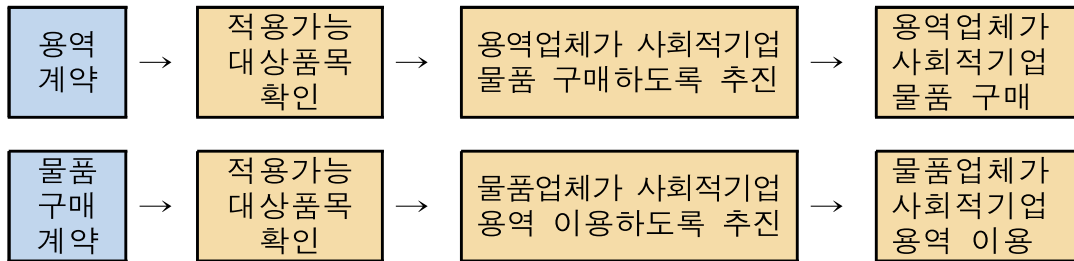 용역
계약
→
적용가능
대상품목
확인
→
용역업체가 사회적기업
물품 구매하도록 추진
→
용역업체가
사회적기업
물품 구매
물품
구매
계약
→
적용가능
대상품목
확인
→
물품업체가 사회적기업
용역 이용하도록 추진
→
물품업체가
사회적기업
용역 이용